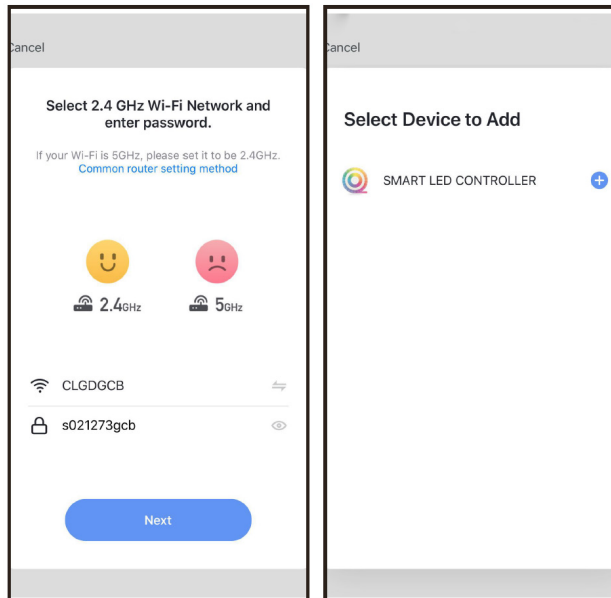 Cancel
Select 2.4 GHz Wi-Fi Network and
enter password.
If your Wi-Fi is 5GHz, please set it to be 2.4GHz.
Common router setting method
2.4GHz
5GHz
CLGDGCB
s021273gcb
Next
Cancel
Select Device to Add
SMART LED CONTROLLER